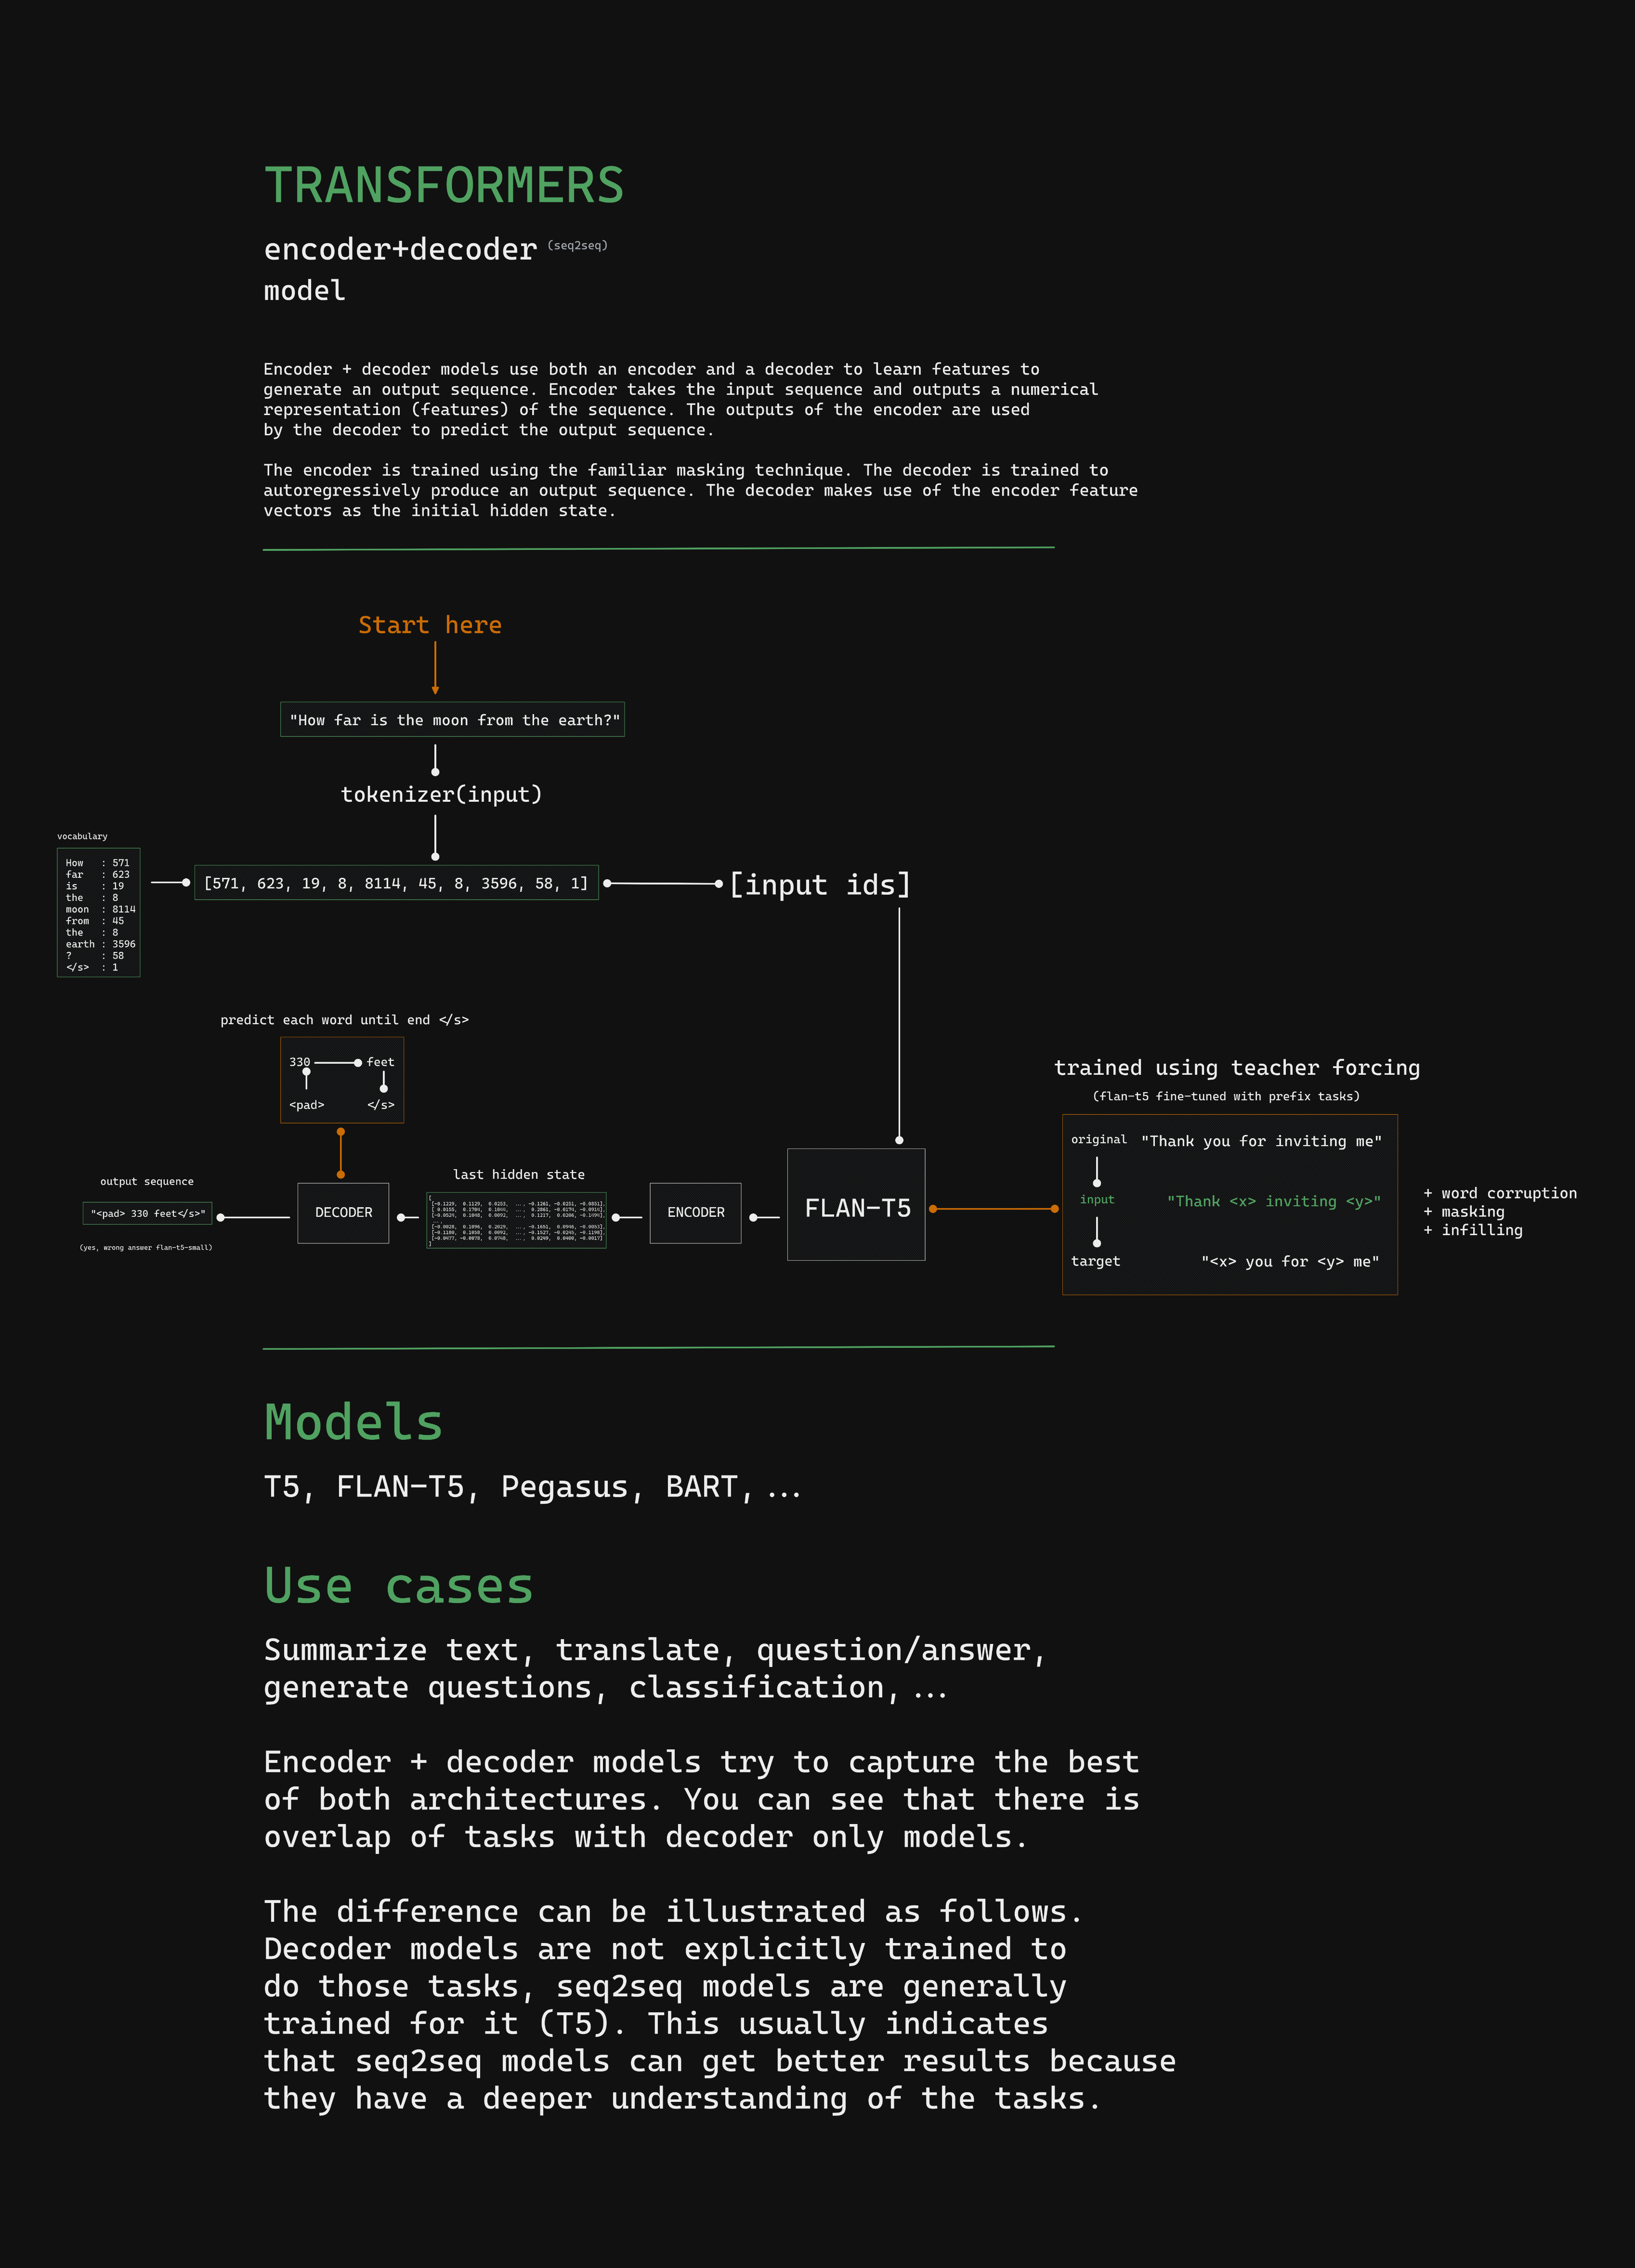 TRANSFORMERS
encoder+decoder (seq2seq)
model
Encoder + decoder models use both an encoder and a decoder to learn features to
generate an output sequence. Encoder takes the input sequence and outputs a numerical
representation (features) of the sequence. The outputs of the encoder are used
by the decoder to predict the output sequence.
The encoder is trained using the familiar masking technique. The decoder is trained to
autoregressively produce an output sequence. The decoder makes use of the encoder feature
vectors as the initial hidden state.
Start here
"How far is the moon from the earth?"
tokenizer(input)
vocabulary
How : 571
far : 623
is : 19
the : 8
moon : 8114
from : 45
the : 8
earth : 3596
? : 58
</s> : 1
[571, 623, 19, 8, 8114, 45, 8, 3596, 58, 1]
[input ids]
predict each word until end </s>
330 feet
<pad> </s>
output sequence
"<pad> 330 feet</s>"
(yes, wrong answer flan-t5-small)
DECODER
last hidden state
ENCODER
FLAN-T5
trained using teacher forcing
(flan-t5 fine-tuned with prefix tasks)
original "Thank you for inviting me"
input "Thank <x> inviting <y>"
target "<x> you for <y> me"
+ word corruption
+ masking
+ infilling
Models
T5, FLAN-T5, Pegasus, BART, ...
Use cases
Summarize text, translate, question/answer,
generate questions, classification, ...
Encoder + decoder models try to capture the best
of both architectures. You can see that there is
overlap of tasks with decoder only models.
The difference can be illustrated as follows.
Decoder models are not explicitly trained to
do those tasks, seq2seq models are generally
trained for it (T5). This usually indicates
that seq2seq models can get better results because
they have a deeper understanding of the tasks.